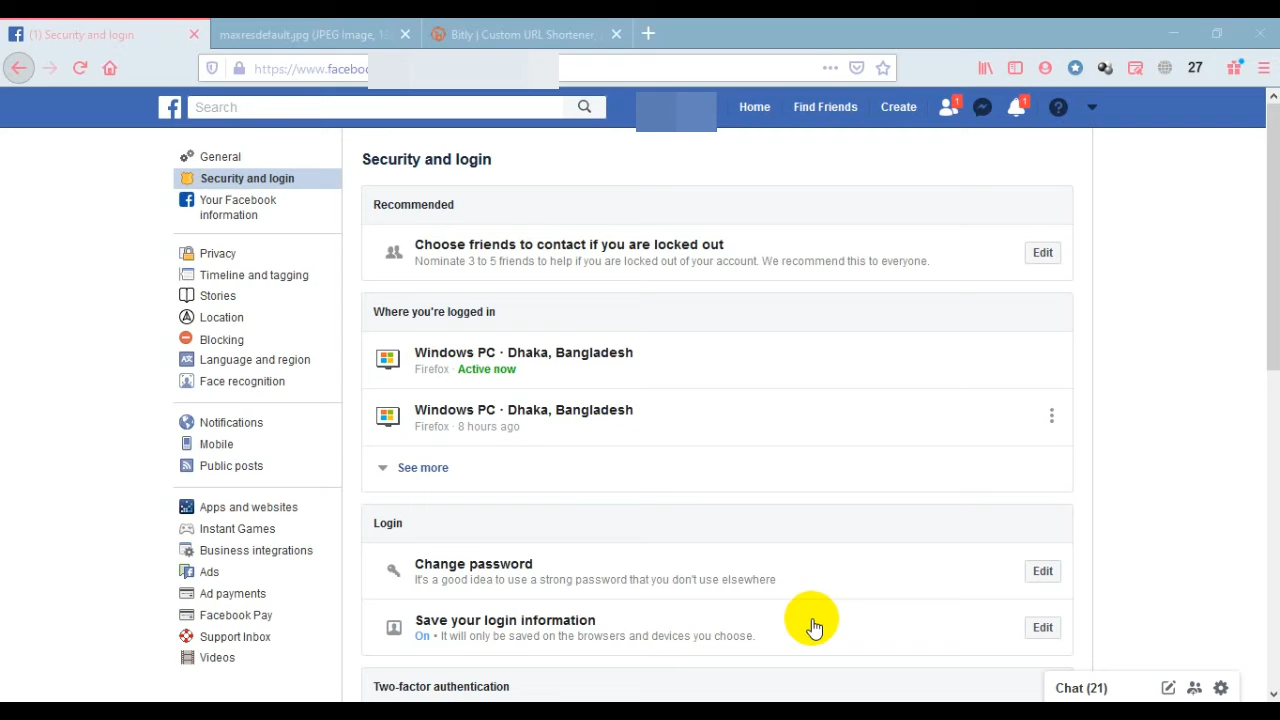 (1) Security and login
maxresdefault.jpg (JPEG Image, 
Bitly | Custom URL Shortener,
https://www.faceboo
27
Search
Home
Find Friends
Create
1
1
General
Security and login
Your Facebook
information
Privacy
Timeline and tagging
Stories
Location
Blocking
Language and region
Face recognition
Notifications
Mobile
Public posts
Apps and websites
Instant Games
Business integrations
Ads
Ad payments
Facebook Pay
Support Inbox
Videos
Security and login
Recommended
Choose friends to contact if you are locked out
Nominate 3 to 5 friends to help if you are locked out of your account. We recommend this to everyone.
Edit
Where you're logged in
Windows PC · Dhaka, Bangladesh
Firefox · Active now
Windows PC · Dhaka, Bangladesh
Firefox · 8 hours ago
See more
Login
Change password
It's a good idea to use a strong password that you don't use elsewhere
Edit
Save your login information
On • It will only be saved on the browsers and devices you choose.
Edit
Two-factor authentication
Chat (21)